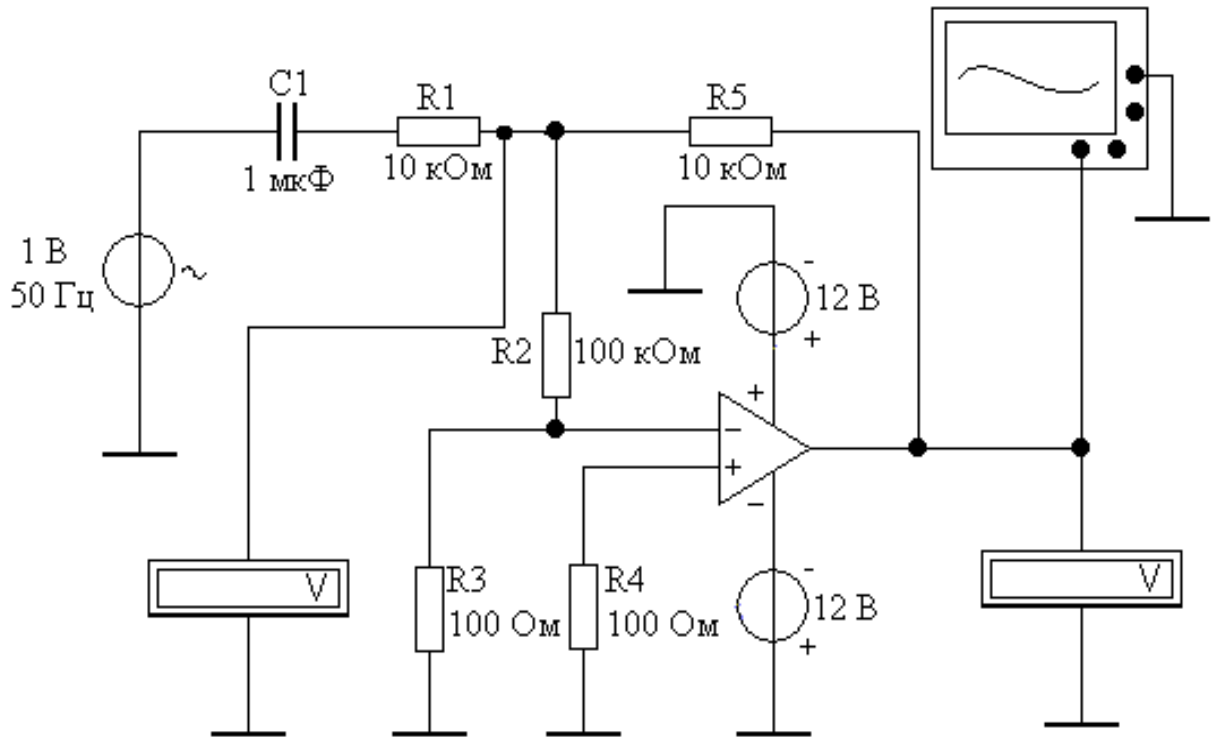 C1
1 мкФ
R1
10 кОм
R5
10 кОм
1 В
50 Гц
~
-
12 В
+
R2
100 кОм
+
−
+
−
R3
100 Ом
R4
100 Ом
-
12 В
+
V
V